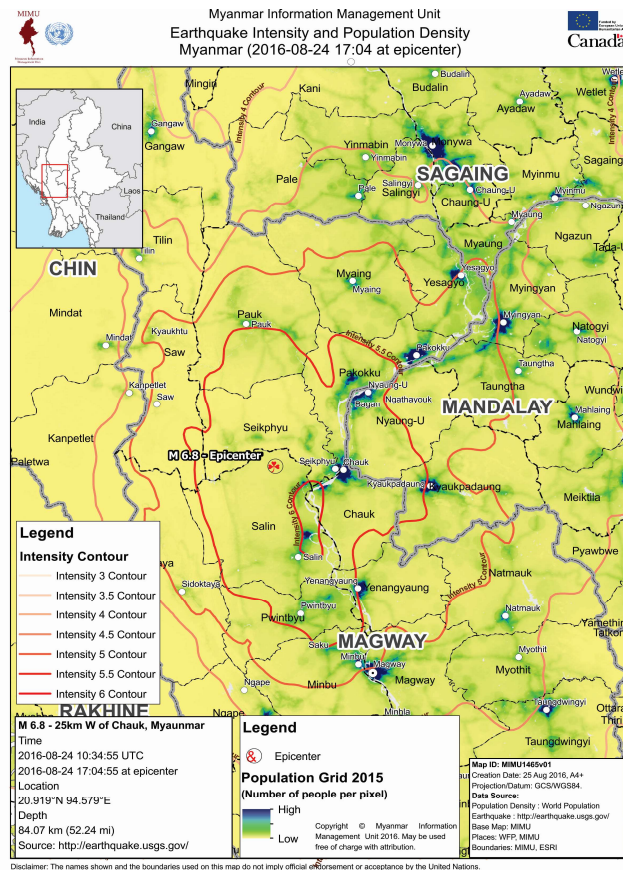 MIMU
Myanmar Information Management Unit
Earthquake Intensity and Population Density
Myanmar (2016-08-24 17:04 at epicenter)
Canada
India
China
Laos
Thailand
Mingin
Kani
Budalin
Budalin
Ayadaw
Ayadaw
Wetlet
Intensity 4 Contour
Gangaw
Gangaw
Yinmabin
Yinmabin
Monywa
Monywa
SAGAING
Sagaing
Pale
Pale
Salingyi
Salingyi
Chaung-U
Chaung-U
Myinmu
Myinmu
Ngazun
Myaung
Myaung
Ngazun
Tada-U
Tilin
Tilin
CHIN
Myaing
Myaing
Yesagyo
Yesagyo
Myingyan
Myingyan
Mindat
Mindat
Kyaukhtu
Saw
Saw
Pauk
Pauk
Natogyi
Natogyi
Intensity 5.5 Contour
Pakokku
Pakokku
Taungtha
Taungtha
Kanpetlet
Kanpetlet
Nyaung-U
Bagan
Ngathavouk
Nyaung-U
MANDALAY
Mahlaing
Mahlaing
Seikphyu
Paletwa
M 6.8 - Epicenter
Seikphyu
Chauk
Kyaukpadaung
Kyaukpadaung
Meiktila
Intensity 6 Contour
Salin
Salin
Chauk
Pyawbwe
Sidoktaya
Yenangyaung
Yenangyaung
Natmauk
Natmauk
Intensity 5 Contour
Pwintbyu
Pwintbyu
Saku
MAGWAY
Minbu
Minbu
Magway
Magway
Myothit
Myothit
Ngape
Ngape
Minhla
Taungdwingyi
Taungdwingyi
RAKHINE
Legend
Intensity Contour
Intensity 3 Contour
Intensity 3.5 Contour
Intensity 4 Contour
Intensity 4.5 Contour
Intensity 5 Contour
Intensity 5.5 Contour
Intensity 6 Contour
M 6.8 - 25km W of Chauk, Myaunmar
Time
2016-08-24 10:34:55 UTC
2016-08-24 17:04:55 at epicenter
Location
20.919°N 94.579°E
Depth
84.07 km (52.24 mi)
Source: http://earthquake.usgs.gov/
Legend
Epicenter
Population Grid 2015
(Number of people per pixel)
High
Low
Copyright © Myanmar Information
Management Unit 2016. May be used
free of charge with attribution.
Map ID: MIMU1465v01
Creation Date: 25 Aug 2016, A4+
Projection/Datum: GCS/WGS84.
Data Source:
Population Density : World Population
Earthquake : http://earthquake.usgs.gov/
Base Map: MIMU
Places: WFP, MIMU
Boundaries: MIMU, ESRI
Disclaimer: The names shown and the boundaries used on this map do not imply official endorsement or acceptance by the United Nations.